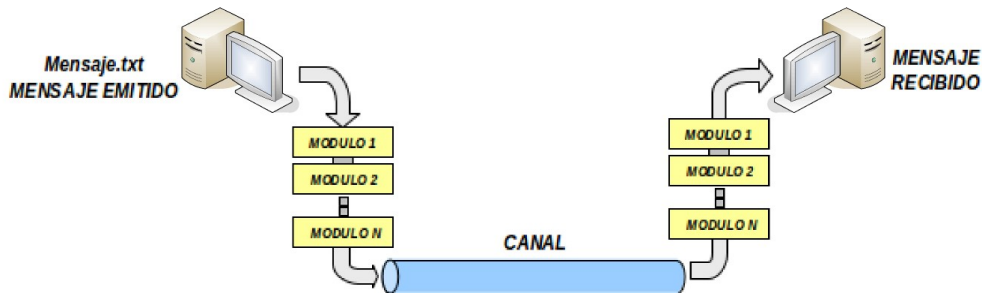 Mensaje.txt
MENSAJE EMITIDO
MODULO 1
MODULO 2
MODULO N
CANAL
MENSAJE
RECIBIDO
MODULO 1
MODULO 2
MODULO N